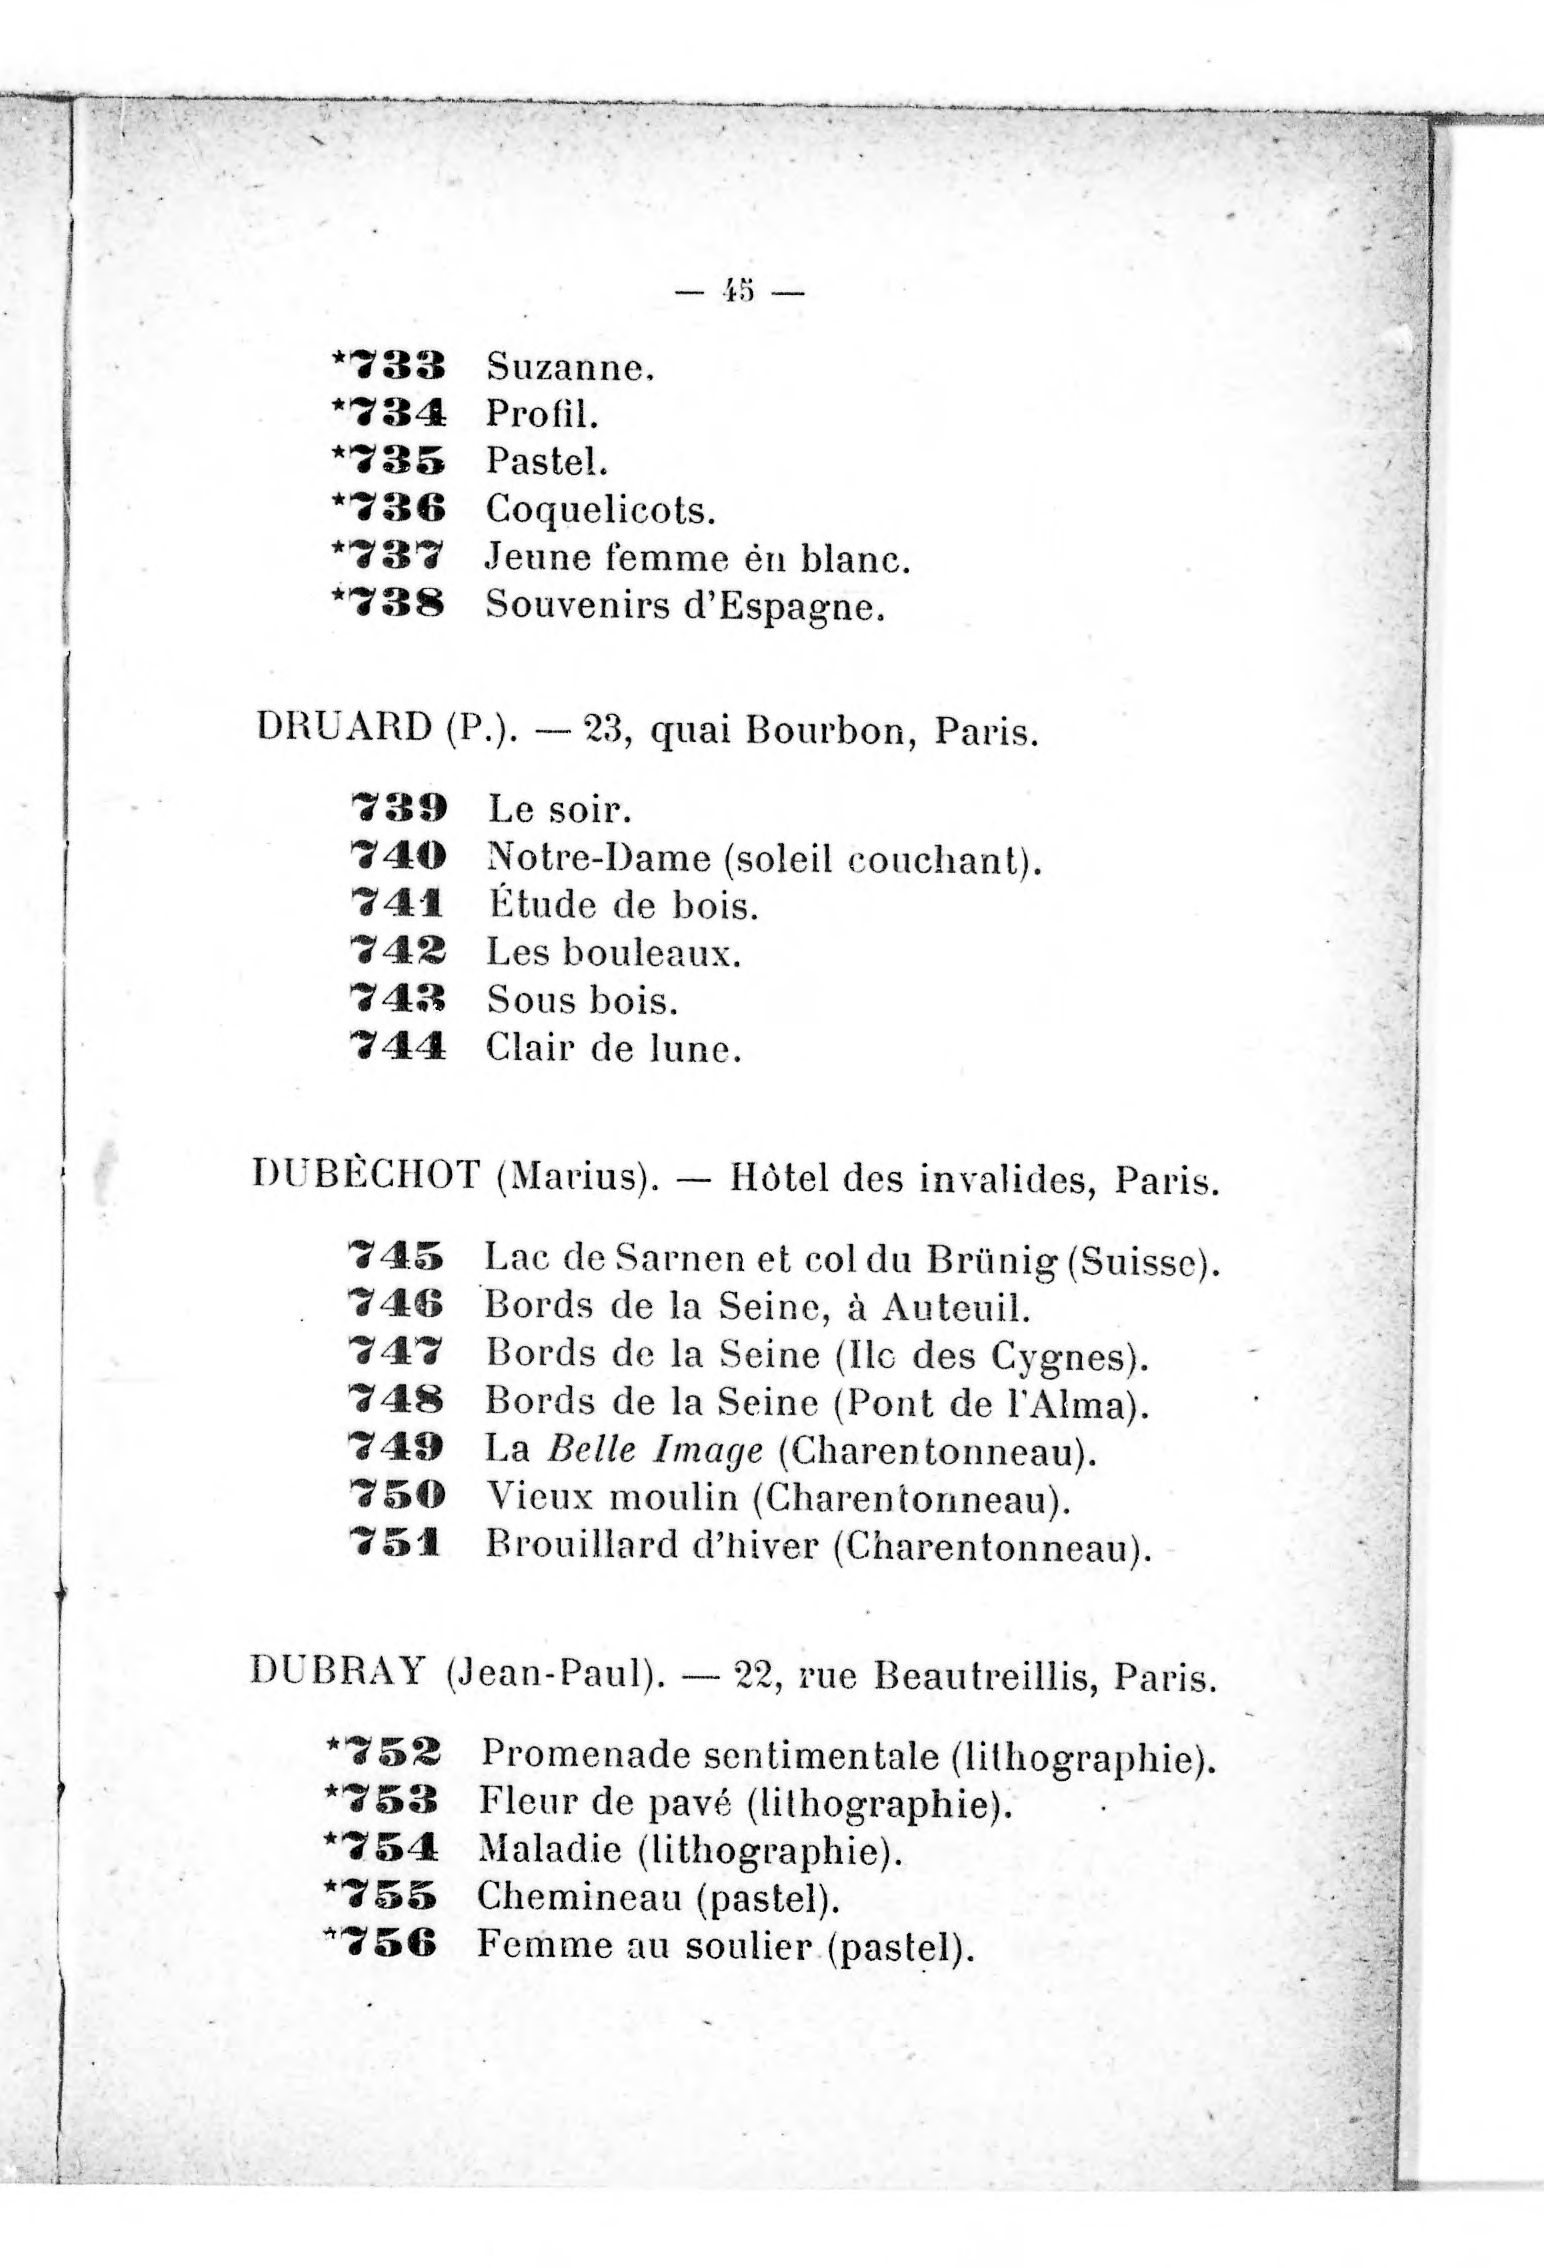 — 45 —
*733 Suzanne.
*734 Profil.
*735 Pastel.
*736 Coquelicots.
*737 Jeune femme en blanc.
*738 Souvenirs d'Espagne.
DRUARD (P.). — 23, quai Bourbon, Paris.
739 Le soir.
740 Notre-Dame (soleil couchant).
741 Étude de bois.
742 Les bouleaux.
743 Sous bois.
744 Clair de lune.
DUBÈCHOT (Marius). — Hôtel des invalides, Paris.
745 Lac de Sarnen et col du Brünig (Suisse).
746 Bords de la Seine, à Auteuil.
747 Bords de la Seine (Ile des Cygnes).
748 Bords de la Seine (Pont de l'Alma).
749 La Belle Image (Charentonneau).
750 Vieux moulin (Charentonneau).
751 Brouillard d'hiver (Charentonneau).
DUBRAY (Jean-Paul). — 22, rue Beautreillis, Paris.
*752 Promenade sentimentale (lithographie).
*753 Fleur de pavé (lithographie).
*754 Maladie (lithographie).
*755 Chemineau (pastel).
*756 Femme au soulier (pastel).